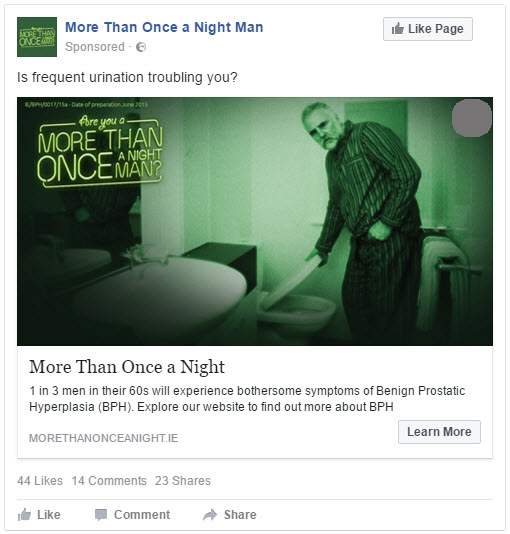 More Than Once a Night Man
Sponsored ·
Like Page
Is frequent urination troubling you?
IE/BPH/0017/15a - Date of preparation June 2015
Are you a
MORE THAN
ONCE A NIGHT
MAN?
More Than Once a Night
1 in 3 men in their 60s will experience bothersome symptoms of Benign Prostatic
Hyperplasia (BPH). Explore our website to find out more about BPH
Learn More
MORETHANONCEANIGHT.IE
44 Likes 14 Comments 23 Shares
Like Comment Share